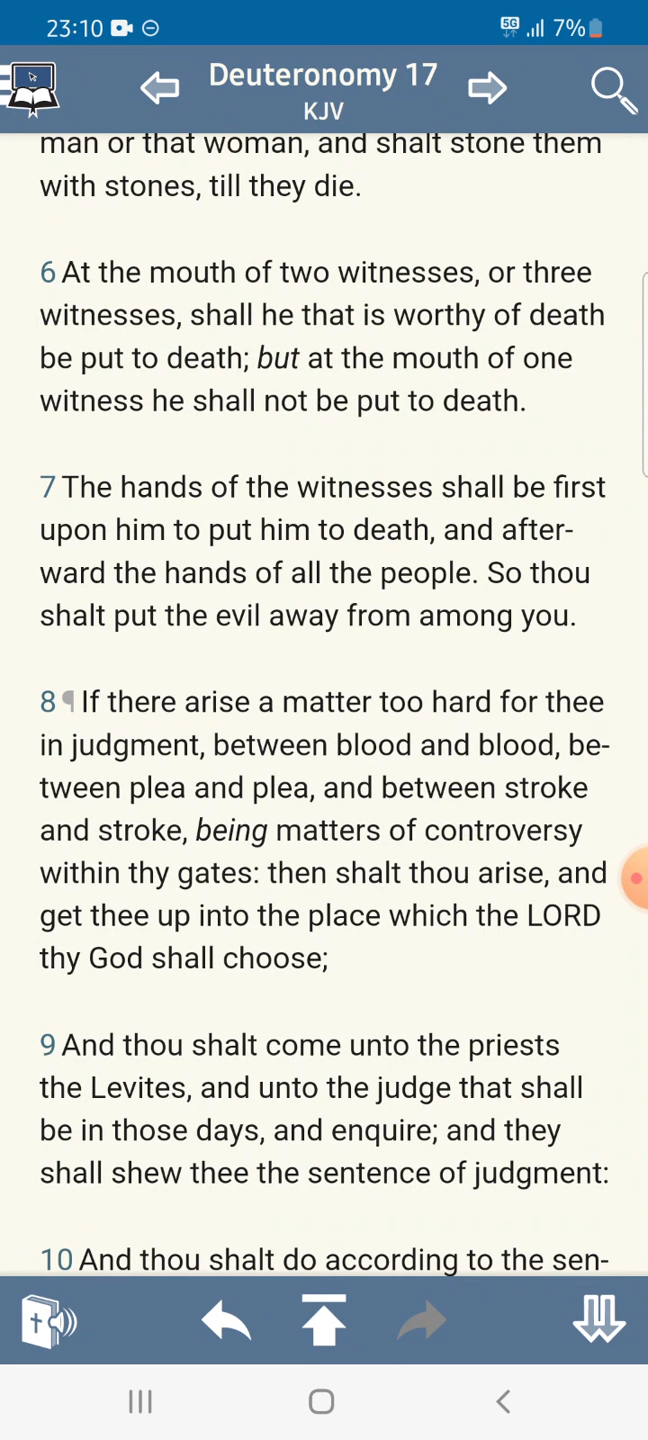 23:10
5G
7%
Deuteronomy 17
KJV
man or that woman, and shalt stone them
with stones, till they die.
6 At the mouth of two witnesses, or three
witnesses, shall he that is worthy of death
be put to death; but at the mouth of one
witness he shall not be put to death.
7 The hands of the witnesses shall be first
upon him to put him to death, and after-
ward the hands of all the people. So thou
shalt put the evil away from among you.
8 ¶ If there arise a matter too hard for thee
in judgment, between blood and blood, be-
tween plea and plea, and between stroke
and stroke, being matters of controversy
within thy gates: then shalt thou arise, and
get thee up into the place which the LORD
thy God shall choose;
9 And thou shalt come unto the priests
the Levites, and unto the judge that shall
be in those days, and enquire; and they
shall shew thee the sentence of judgment:
10 And thou shalt do according to the sen-